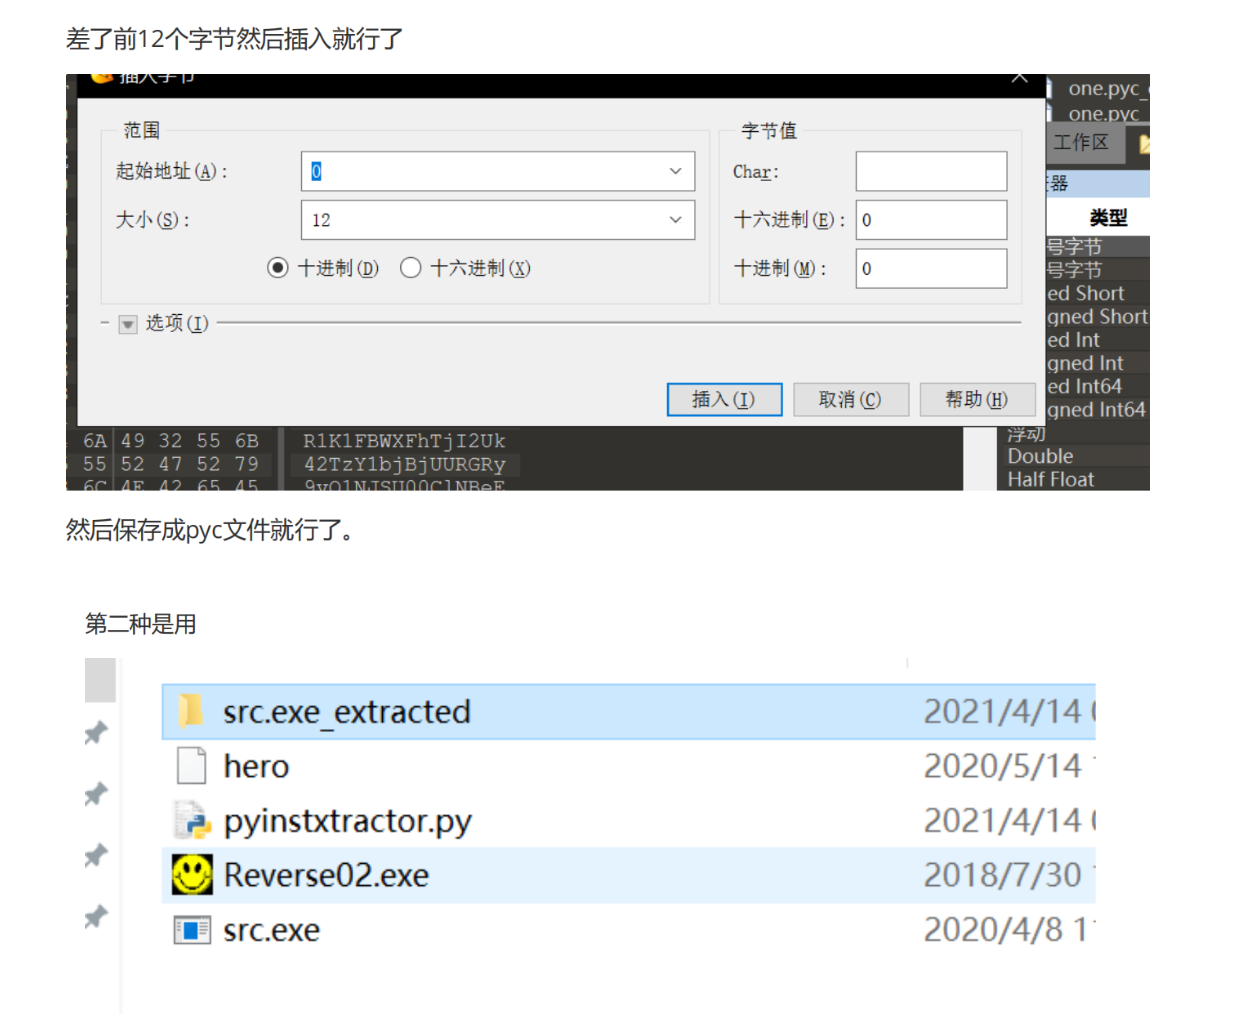 差了前12个字节然后插入就行了
插入字节
one.pyc_
one.pyc
范围
字节值
工作区
起始地址(A):
0
Char:
器
大小(S):
12
十六进制(E):
0
类型
号字节
十进制(D)
十六进制(X)
十进制(M):
0
号字节
ed Short
选项(I)
gned Short
ed Int
gned Int
ed Int64
插入(I)
取消(C)
帮助(H)
gned Int64
6A 49 32 55 6B
R1K1FBWXFhTjI2Uk
浮动
55 52 47 52 79
42TzY1bjBjUURGRy
Double
6C 4E 42 65 45
9vQ1NJSU00ClNBeE
Half Float
然后保存成pyc文件就行了。
第二种是用
src.exe_extracted
2021/4/14
hero
2020/5/14
pyinstxtractor.py
2021/4/14
Reverse02.exe
2018/7/30
src.exe
2020/4/8 1